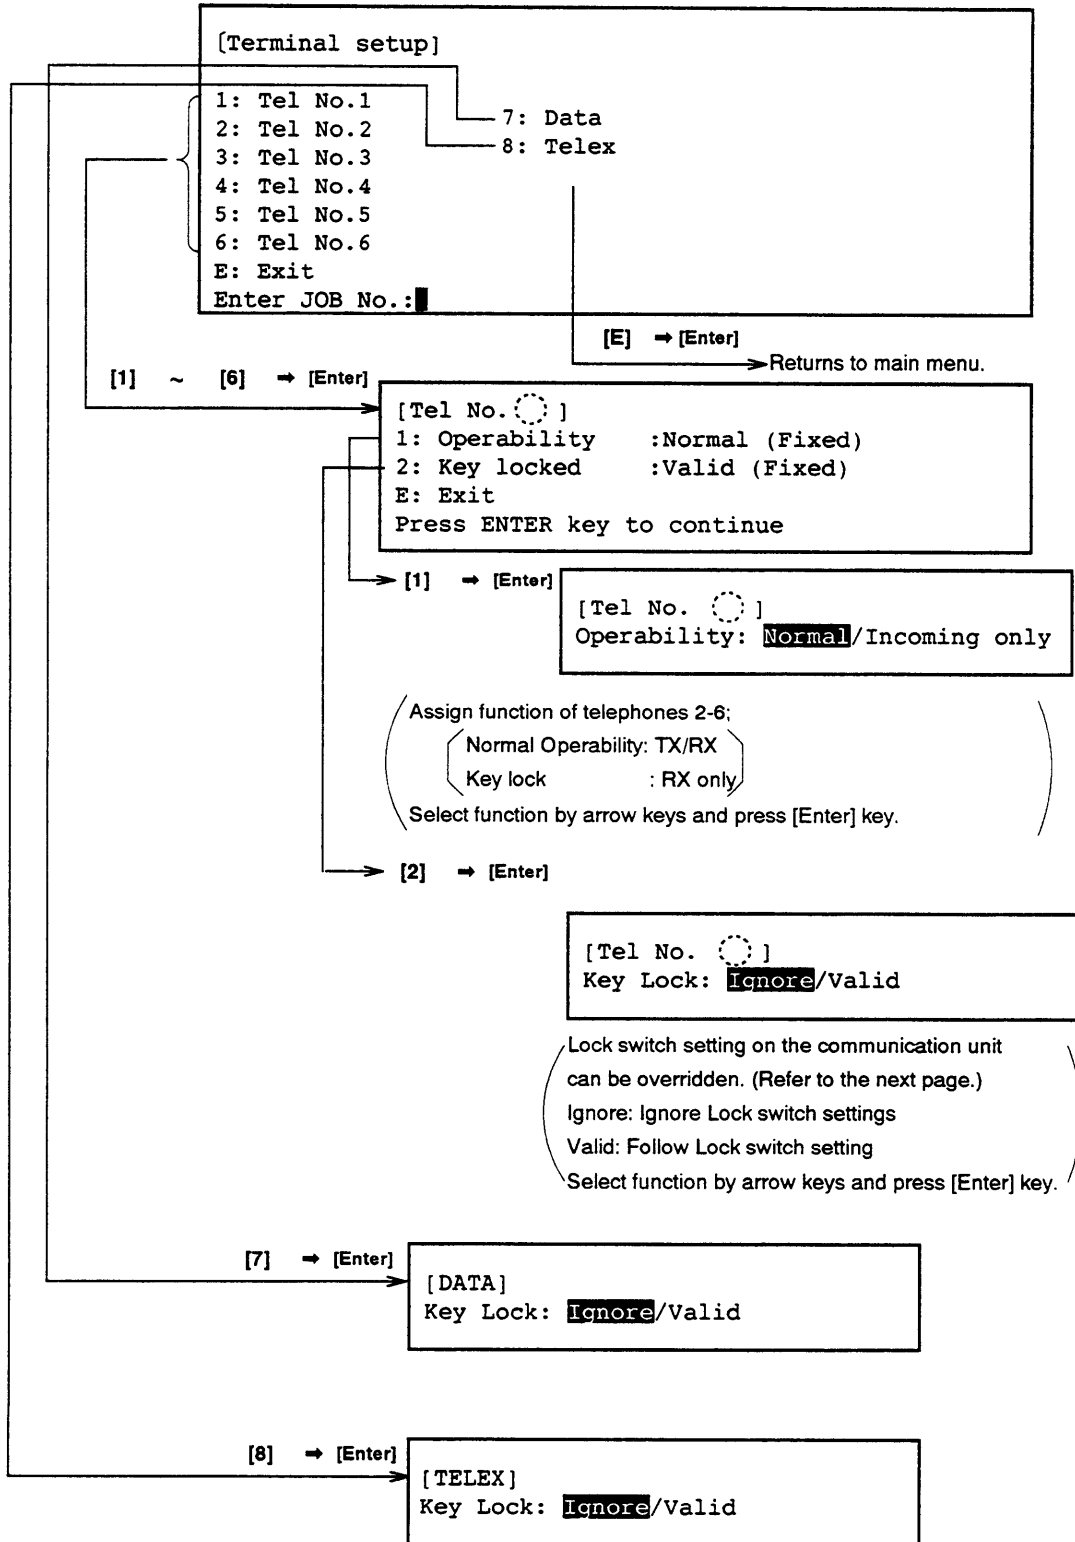 [Terminal setup]
1: Tel No.1
2: Tel No.2
3: Tel No.3
4: Tel No.4
5: Tel No.5
6: Tel No.6
7: Data
8: Telex
E: Exit
Enter JOB No.:
[E] ➡ [Enter]
Returns to main menu.
[1] ~ [6] ➡ [Enter]
[Tel No. ]
1: Operability :Normal (Fixed)
2: Key locked :Valid (Fixed)
E: Exit
Press ENTER key to continue
[1] ➡ [Enter]
[Tel No. ]
Operability: Normal/Incoming only
Assign function of telephones 2-6;
Normal Operability: TX/RX
Key lock : RX only
Select function by arrow keys and press [Enter] key.
[2] ➡ [Enter]
[Tel No. ]
Key Lock: Ignore/Valid
Lock switch setting on the communication unit
can be overridden. (Refer to the next page.)
Ignore: Ignore Lock switch settings
Valid: Follow Lock switch setting
Select function by arrow keys and press [Enter] key.
[7] ➡ [Enter]
[DATA]
Key Lock: Ignore/Valid
[8] ➡ [Enter]
[TELEX]
Key Lock: Ignore/Valid